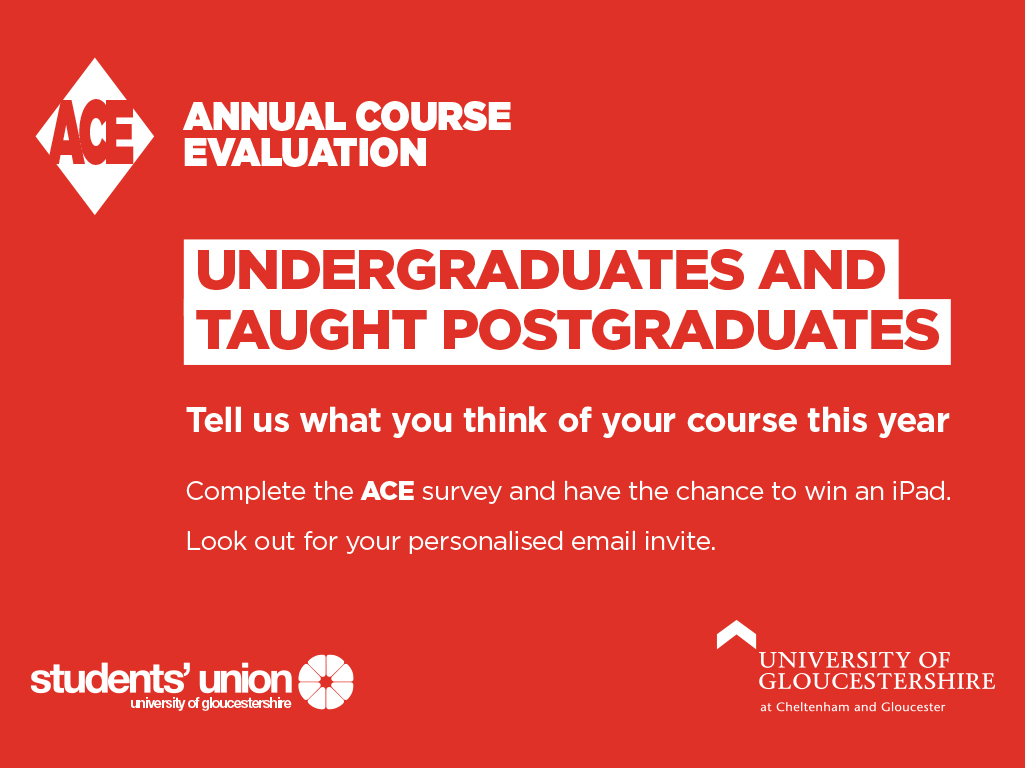 ACE
ANNUAL COURSE
EVALUATION
UNDERGRADUATES AND
TAUGHT POSTGRADUATES
Tell us what you think of your course this year
Complete the ACE survey and have the chance to win an iPad.
Look out for your personalised email invite.
students' union
university of gloucestershire
UNIVERSITY OF
GLOUCESTERSHIRE
at Cheltenham and Gloucester